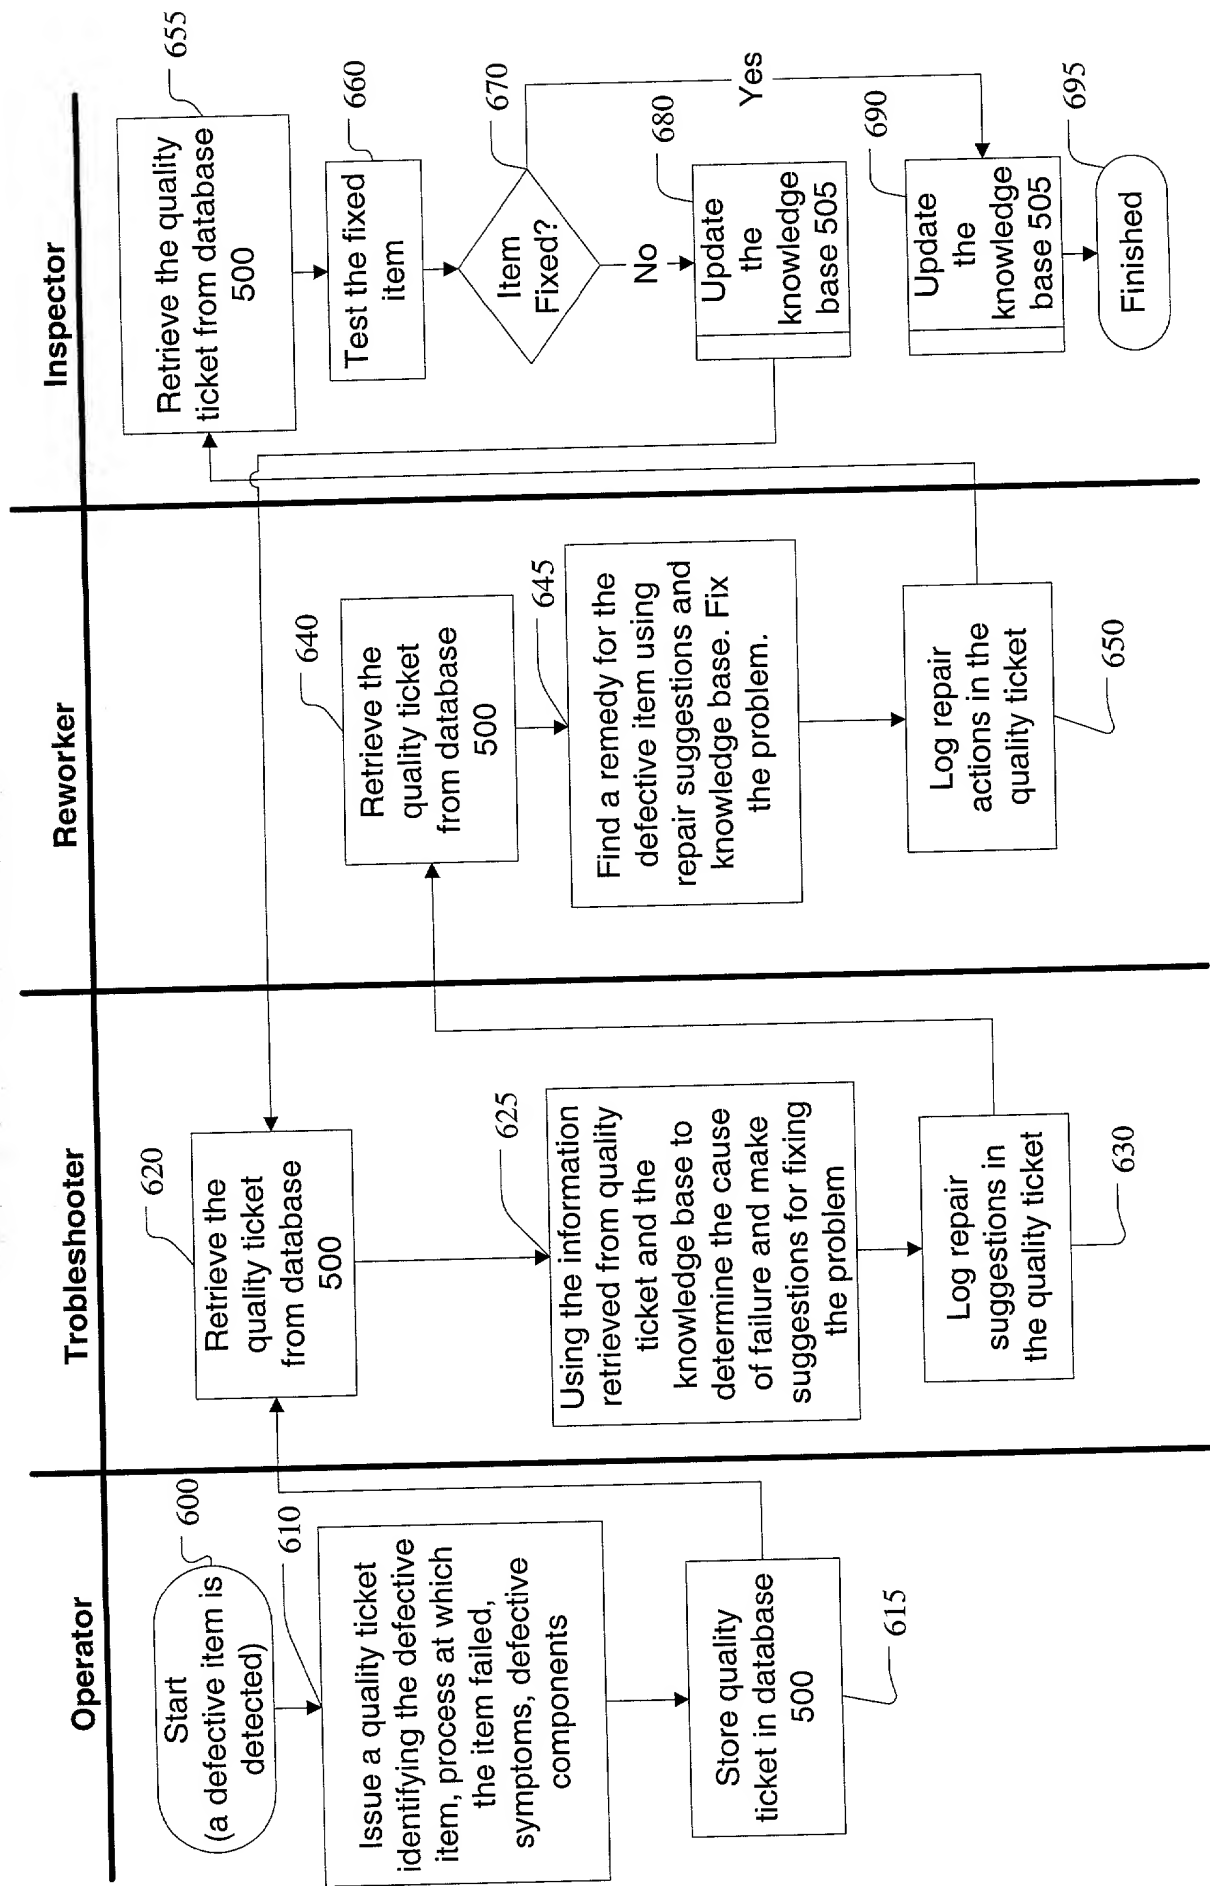 Operator
Trobleshooter
Reworker
Inspector
Start
(a defective item is
detected)
600
610
Issue a quality ticket
identifying the defective
item, process at which
the item failed,
symptoms, defective
components
Store quality
ticket in database
500
615
620
Retrieve the
quality ticket
from database
500
625
Using the information
retrieved from quality
ticket and the
knowledge base to
determine the cause
of failure and make
suggestions for fixing
the problem
Log repair
suggestions in
the quality ticket
630
640
Retrieve the
quality ticket
from database
500
645
Find a remedy for the
defective item using
repair suggestions and
knowledge base. Fix
the problem.
Log repair
actions in the
quality ticket
650
655
Retrieve the quality
ticket from database
500
660
Test the fixed
item
670
Item
Fixed?
Yes
No
680
Update
the
knowledge
base 505
690
Update
the
knowledge
base 505
695
Finished